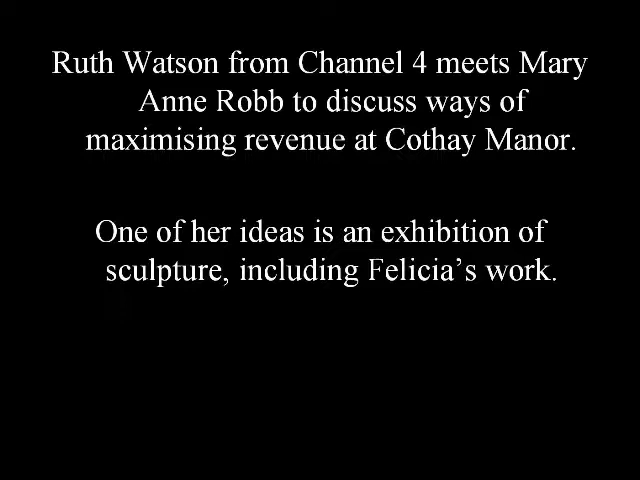 Ruth Watson from Channel 4 meets Mary
Anne Robb to discuss ways of
maximising revenue at Cothay Manor.
One of her ideas is an exhibition of
sculpture, including Felicia’s work.